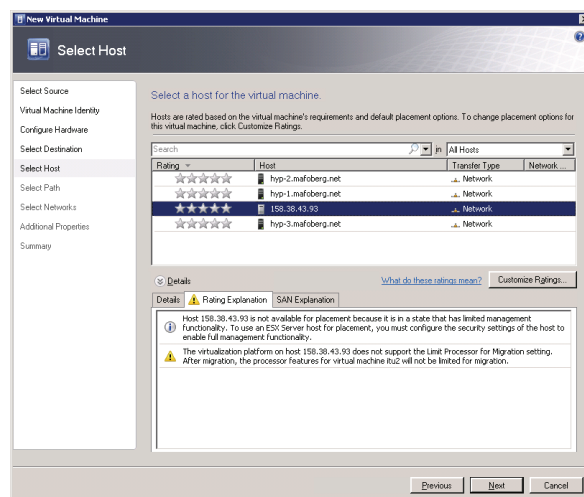 New Virtual Machine
Select Host
Select Source
Virtual Machine Identity
Configure Hardware
Select Destination
Select Host
Select Path
Select Networks
Additional Properties
Summary
Select a host for the virtual machine.
Hosts are rated based on the virtual machine's requirements and default placement options. To change placement options for
this virtual machine, click Customize Ratings.
Search in All Hosts
Rating Host Transfer Type Network ...
hyp-2.mafoberg.net Network
hyp-1.mafoberg.net Network
158.38.43.93 Network
hyp-3.mafoberg.net Network
Details What do these ratings mean? Customize Ratings...
Details Rating Explanation SAN Explanation
Host 158.38.43.93 is not available for placement because it is in a state that has limited management
functionality. To use an ESX Server host for placement, you must configure the security settings of the host to
enable full management functionality.
The virtualization platform on host 158.38.43.93 does not support the Limit Processor for Migration setting.
After migration, the processor features for virtual machine itu2 will not be limited for migration.
Previous Next Cancel